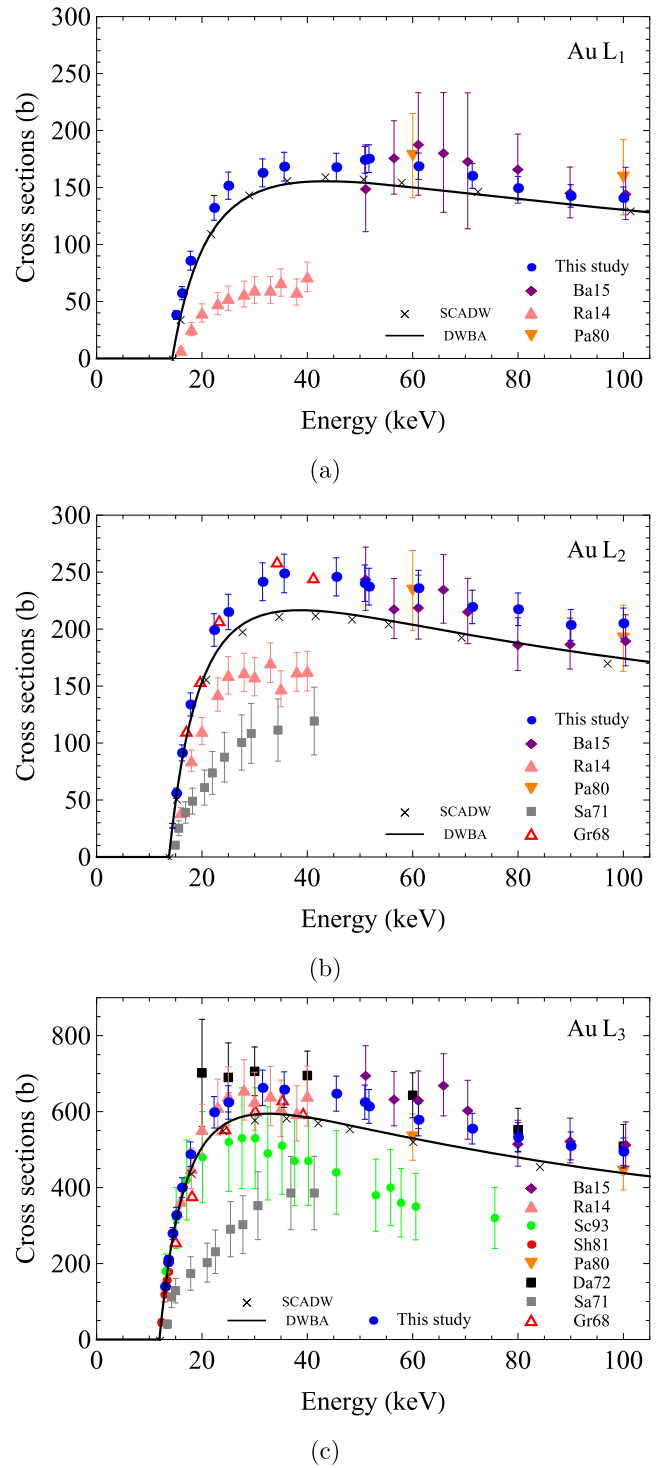 300
Au L1
250
200
150
100
50
0
Cross sections (b)
This study
Ba15
SCADW
Ra14
DWBA
Pa80
0 20 40 60 80 100
Energy (keV)
(a)
300
Au L2
250
200
150
100
50
0
Cross sections (b)
This study
Ba15
Ra14
Pa80
SCADW
Sa71
DWBA
Gr68
0 20 40 60 80 100
Energy (keV)
(b)
Au L3
800
600
400
200
0
Cross sections (b)
Ba15
Ra14
Sc93
Sh81
Pa80
Da72
SCADW
Sa71
DWBA
This study
Gr68
0 20 40 60 80 100
Energy (keV)
(c)